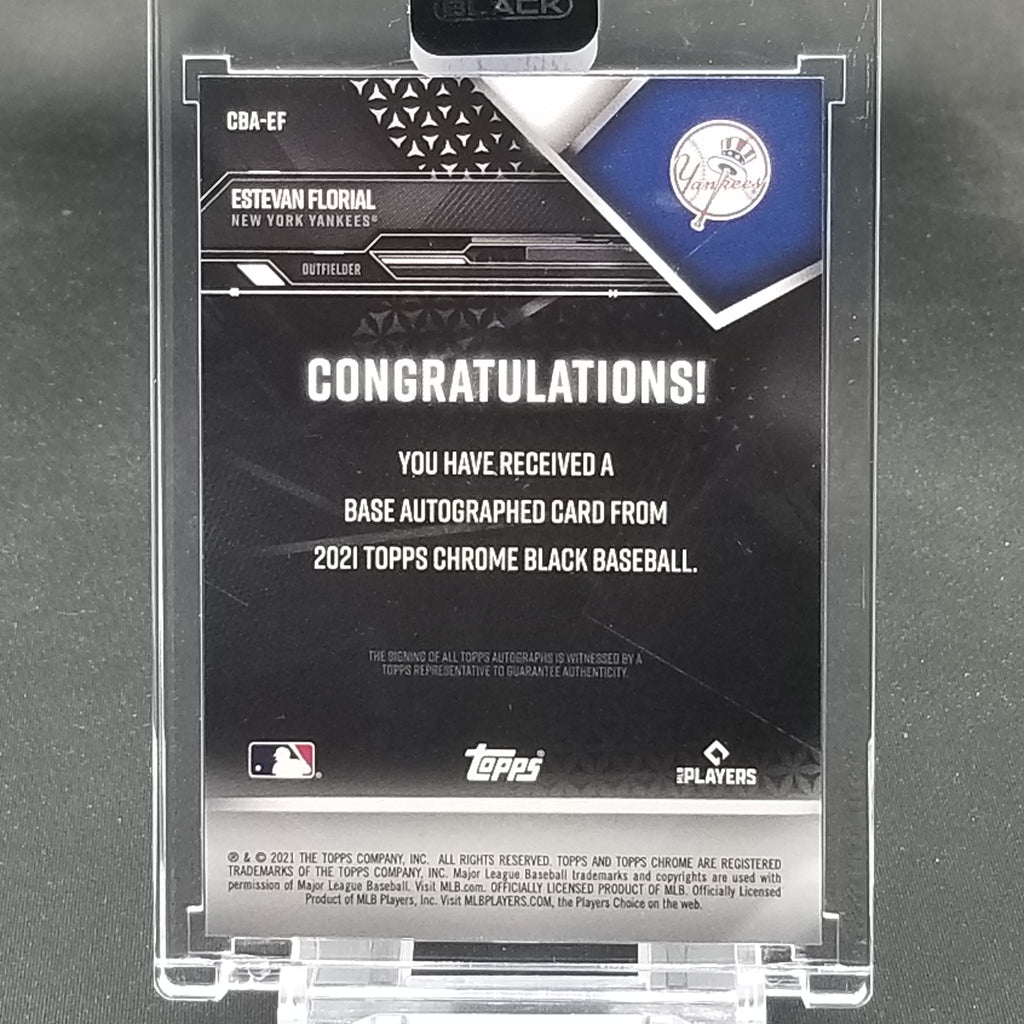 BLACK
CBA-EF
Yankees
ESTEVAN FLORIAL
NEW YORK YANKEES®
OUTFIELDER
CONGRATULATIONS!
YOU HAVE RECEIVED A
BASE AUTOGRAPHED CARD FROM
2021 TOPPS CHROME BLACK BASEBALL.
THE SIGNING OF ALL TOPPS AUTOGRAPHS IS WITNESSED BY A
TOPPS REPRESENTATIVE TO GUARANTEE AUTHENTICITY.
Topps®
MLB PLAYERS
® & © 2021 THE TOPPS COMPANY, INC. ALL RIGHTS RESERVED. TOPPS AND TOPPS CHROME ARE REGISTERED
TRADEMARKS OF THE TOPPS COMPANY, INC. Major League Baseball trademarks and copyrights are used with
permission of Major League Baseball. Visit MLB.com. OFFICIALLY LICENSED PRODUCT OF MLB. Officially Licensed
Product of MLB Players, Inc. Visit MLBPLAYERS.COM, the Players Choice on the web.